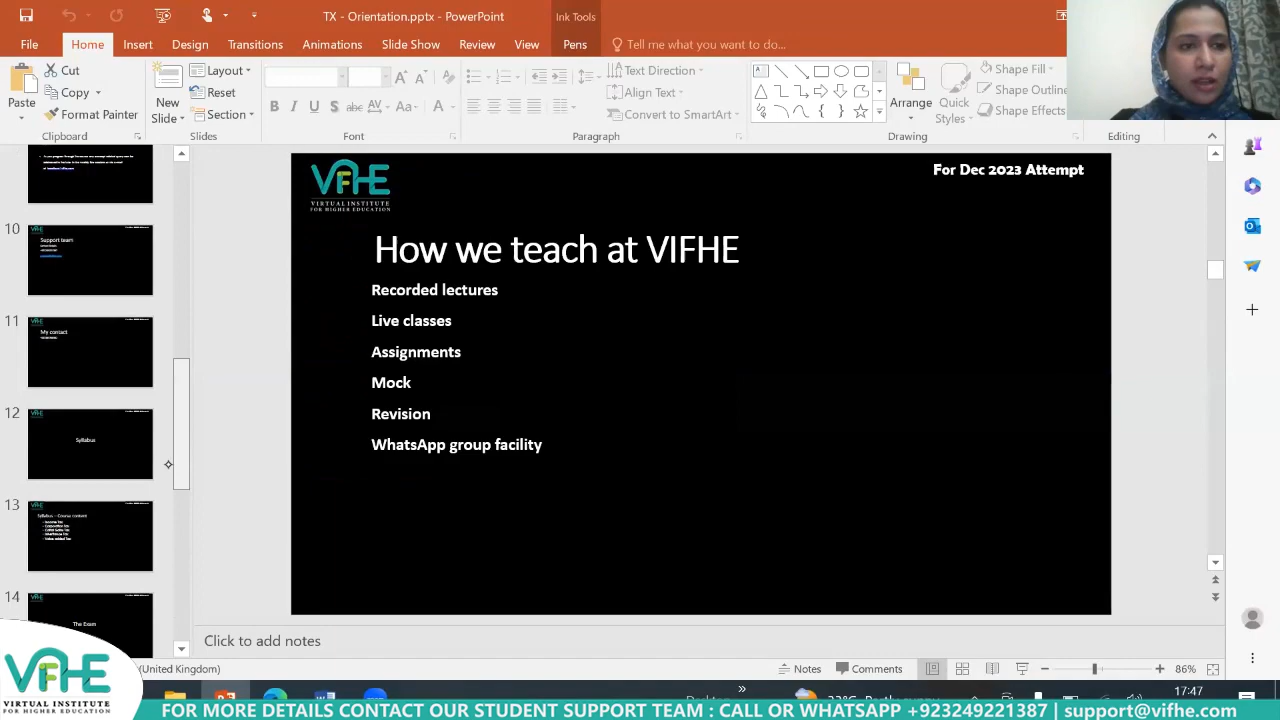 TX - Orientation.pptx - PowerPoint
Ink Tools
File
Home
Insert
Design
Transitions
Animations
Slide Show
Review
View
Pens
Tell me what you want to do...
Paste
Cut
Copy
Format Painter
Clipboard
New Slide
Layout
Reset
Section
Slides
Font
Text Direction
Align Text
Convert to SmartArt
Paragraph
Arrange
Quick Styles
Shape Fill
Shape Outline
Shape Effects
Drawing
Editing
10
Support team
11
My contact
12
Syllabus
13
Syllabus - Course content
14
The Exam
VIFHE
VIRTUAL INSTITUTE
FOR HIGHER EDUCATION
For Dec 2023 Attempt
How we teach at VIFHE
Recorded lectures
Live classes
Assignments
Mock
Revision
WhatsApp group facility
Click to add notes
(United Kingdom)
Notes
Comments
86%
17:47
VIFHE
VIRTUAL INSTITUTE
FOR HIGHER EDUCATION
FOR MORE DETAILS CONTACT OUR STUDENT SUPPORT TEAM : CALL OR WHATSAPP +923249221387 | support@vifhe.com